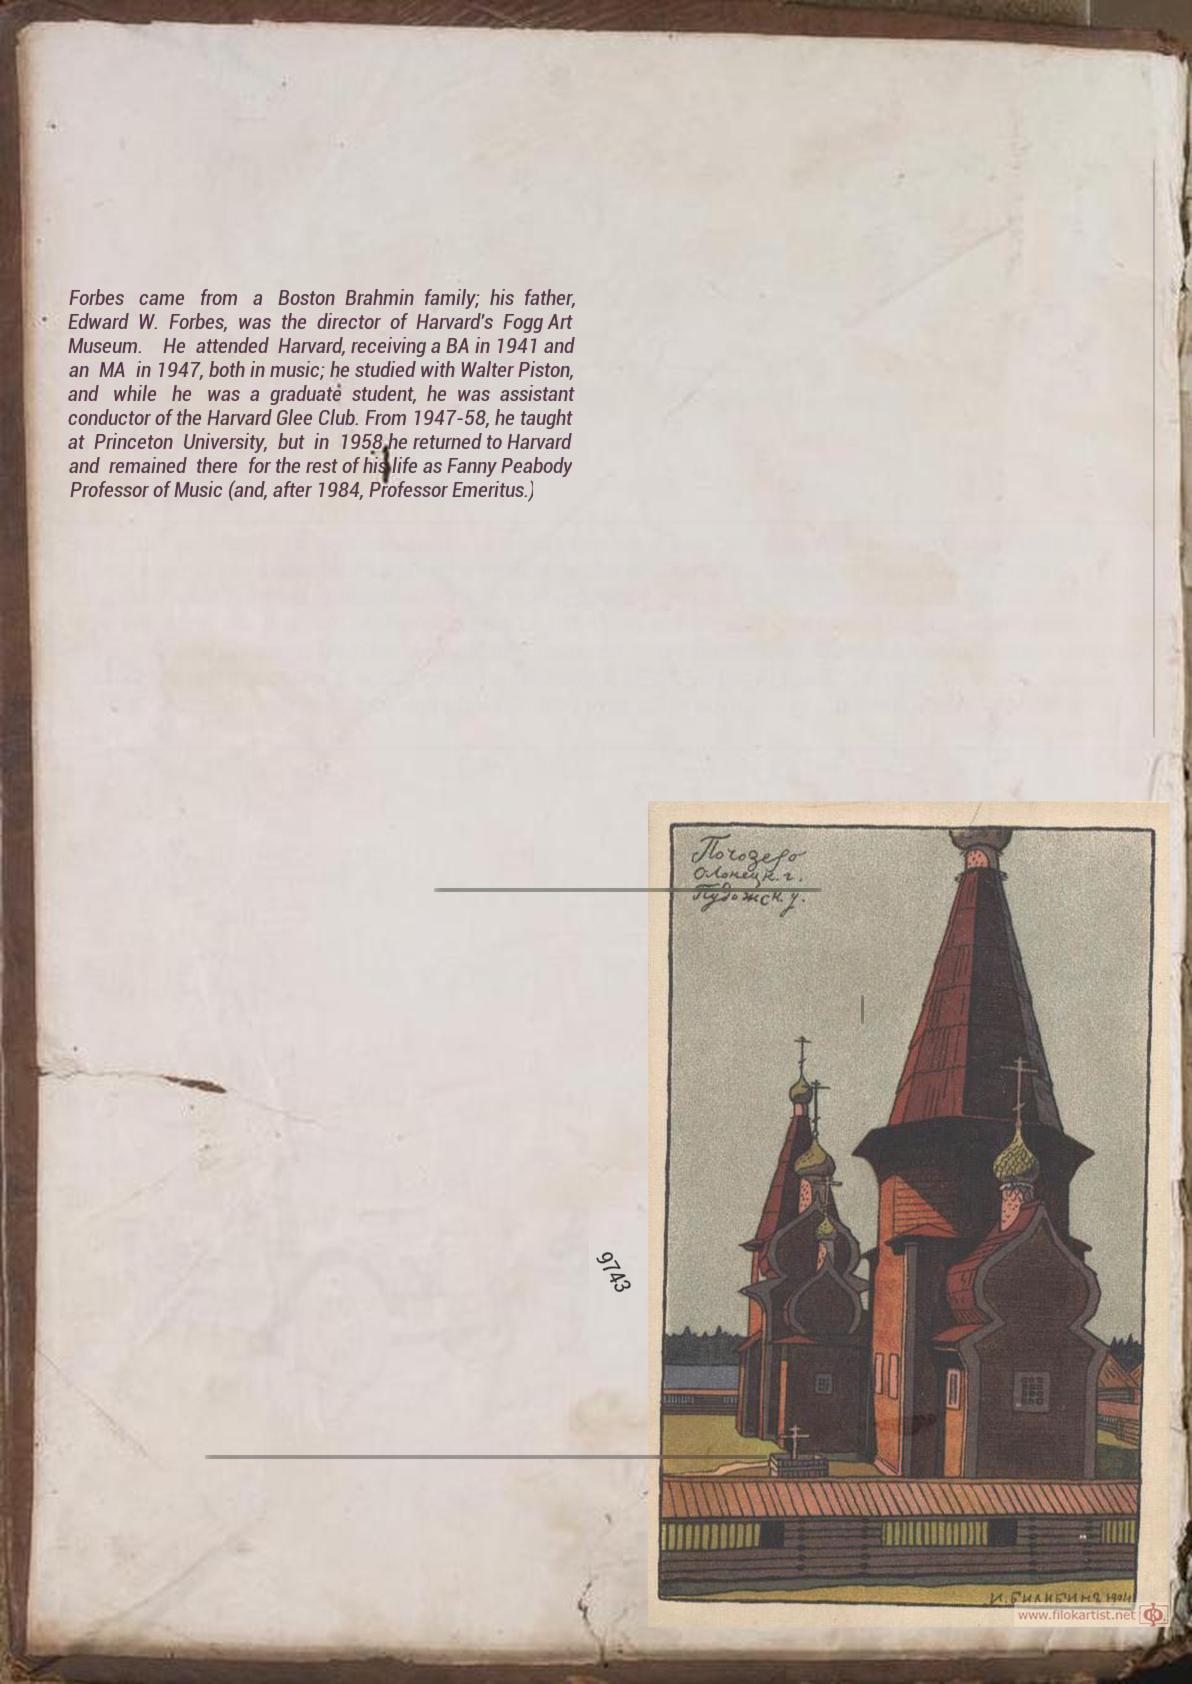 Forbes came from a Boston Brahmin family; his father,
Edward W. Forbes, was the director of Harvard's Fogg Art
Museum. He attended Harvard, receiving a BA in 1941 and
an MA in 1947, both in music; he studied with Walter Piston,
and while he was a graduate student, he was assistant
conductor of the Harvard Glee Club. From 1947-58, he taught
at Princeton University, but in 1958 he returned to Harvard
and remained there for the rest of his life as Fanny Peabody
Professor of Music (and, after 1984, Professor Emeritus.)
Почозеро
Олонецк. г.
Пудожск. у.
9743
И. Билибинъ 1904
www.filokartist.net